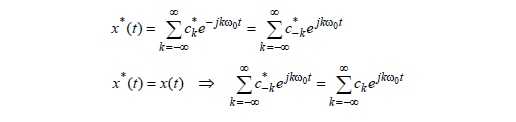 x*(t) = ∑_{k=-∞}^{∞} c_k^* e^{-jkω₀t} = ∑_{k=-∞}^{∞} c_{-k}^* e^{jkω₀t}
x*(t) = x(t) ⇒ ∑_{k=-∞}^{∞} c_{-k}^* e^{jkω₀t} = ∑_{k=-∞}^{∞} c_k e^{jkω₀t}